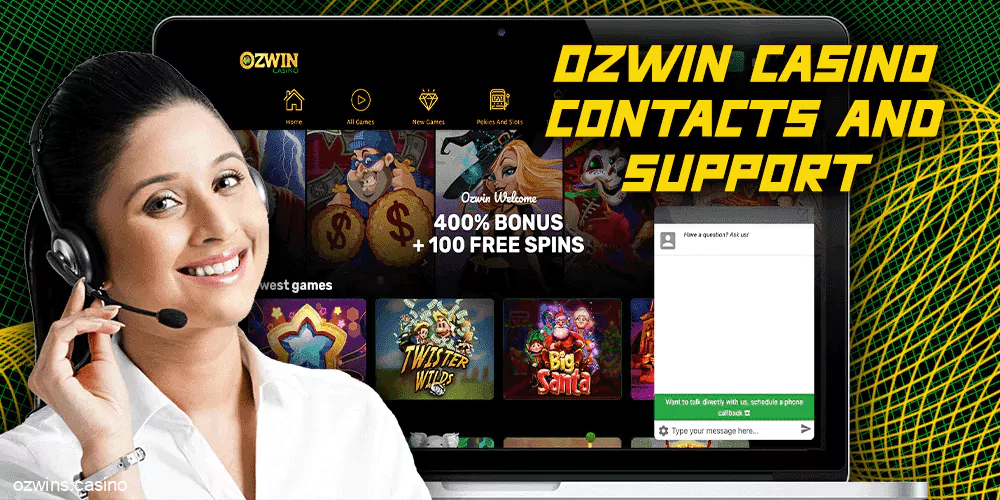 OZWIN CASINO
CONTACTS AND
SUPPORT
OZWIN
CASINO
Home
All Games
New Games
Pokies And Slots
Ozwin Welcome
400% BONUS
+ 100 FREE SPINS
west games
TWISTER
WILDS
Big
Santa
Have a question? Ask us!
Want to talk directly with us, schedule a phone
callback
Type your message here...
ozwins.casino